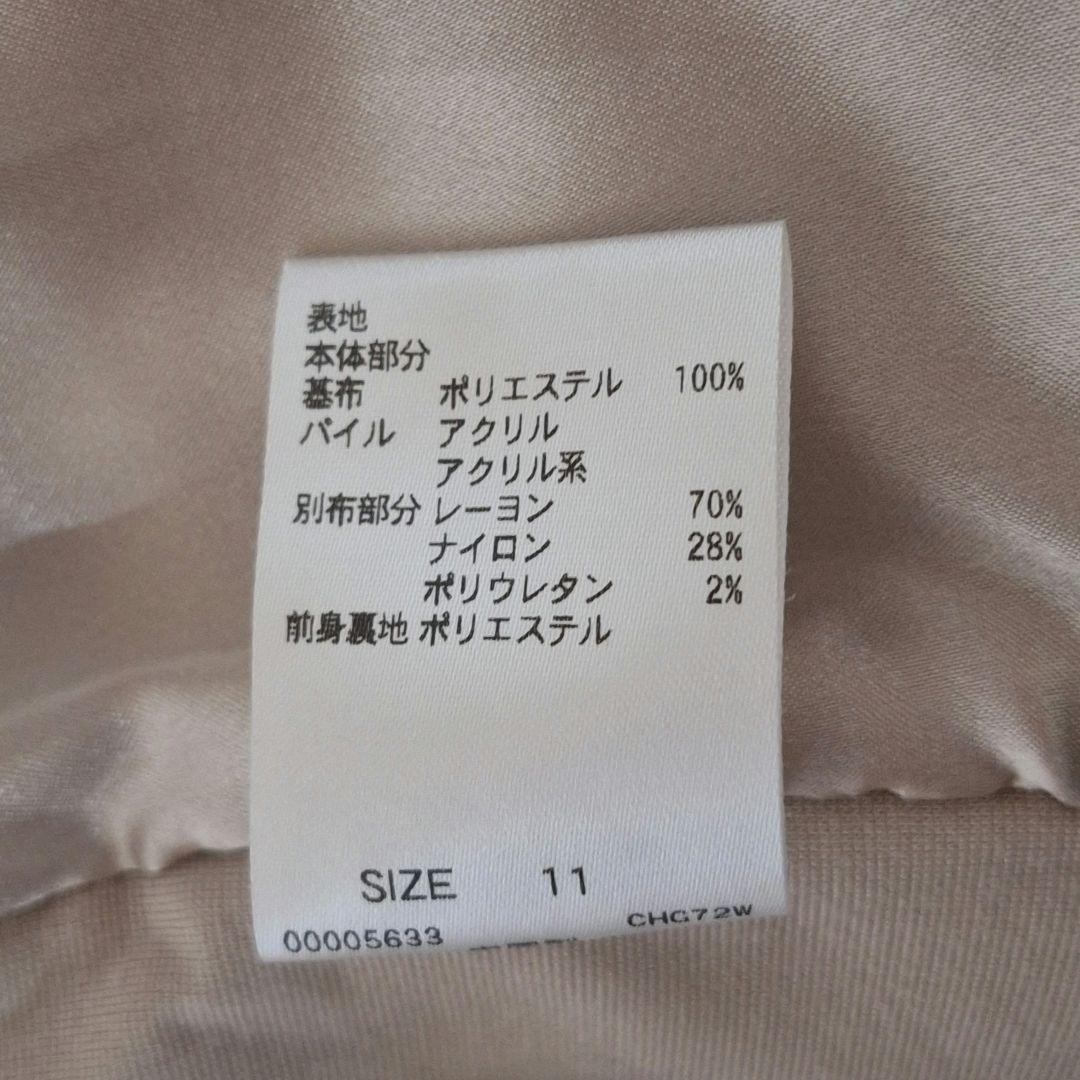 表地
本体部分
基布 ポリエステル 100%
パイル アクリル
アクリル系
別布部分 レーヨン 70%
ナイロン 28%
ポリウレタン 2%
前身裏地 ポリエステル
SIZE 11
00005633 CHG72W